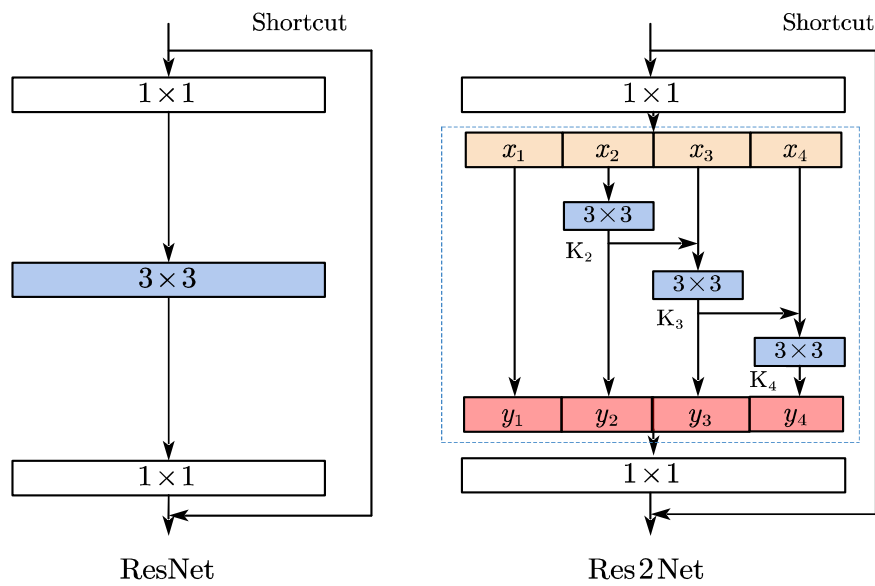 Shortcut
1×1
3×3
1×1
ResNet
Shortcut
1×1
x₁ x₂ x₃ x₄
3×3
K₂
3×3
K₃
3×3
K₄
y₁ y₂ y₃ y₄
1×1
Res2Net